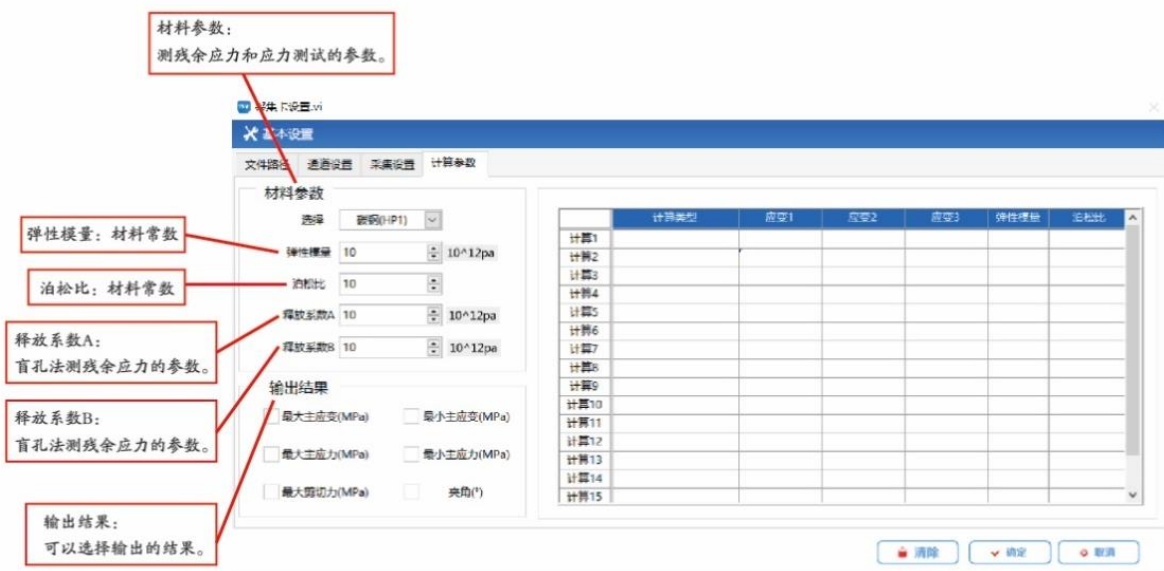 材料参数：
测残余应力和应力测试的参数。
采集卡设置.vi
基本设置
文件路径 通道设置 采集设置 计算参数
材料参数
选择 碳钢(HP1)
弹性模量：材料常数
弹性模量 10 10^12pa
泊松比：材料常数
泊松比 10
释放系数A：
盲孔法测残余应力的参数。
释放系数A 10 10^12pa
释放系数B 10 10^12pa
释放系数B：
盲孔法测残余应力的参数。
输出结果
最大主应变(MPa) 最小主应变(MPa)
最大主应力(MPa) 最小主应力(MPa)
最大剪切力(MPa) 夹角(°)
输出结果：
可以选择输出的结果。
计算类型 应变1 应变2 应变3 弹性模量 泊松比
计算1
计算2
计算3
计算4
计算5
计算6
计算7
计算8
计算9
计算10
计算11
计算12
计算13
计算14
计算15
清除 确定 取消